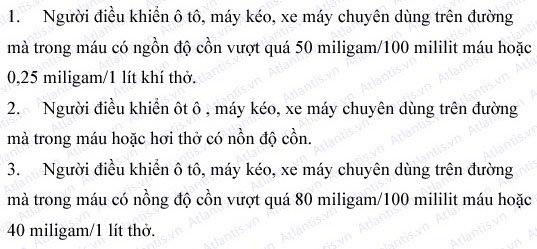 1. Người điều khiển ô tô, máy kéo, xe máy chuyên dùng trên đường
mà trong máu có ngồn độ cồn vượt quá 50 miligam/100 mililit máu hoặc
0,25 miligam/1 lít khí thở.
2. Người điều khiển ôt ô , máy kéo, xe máy chuyên dùng trên đường
mà trong máu hoặc hơi thở có nồn độ cồn.
3. Người điều khiển ô tô, máy kéo, xe máy chuyên dùng trên đường
mà trong máu có nồng độ cồn vượt quá 80 miligam/100 mililit máu hoặc
40 miligam/1 lít thở.